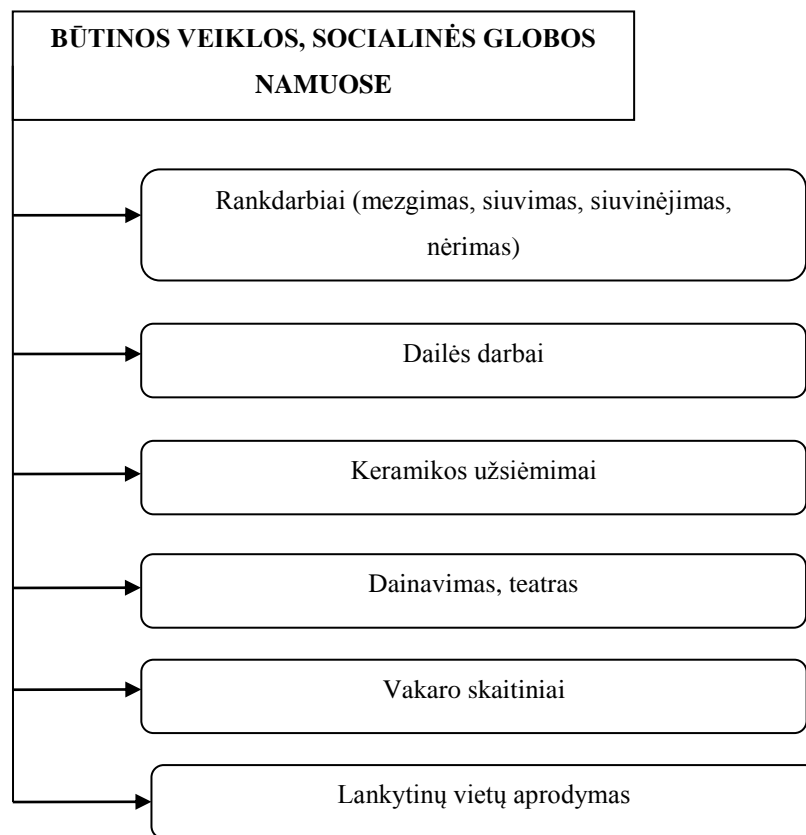 BŪTINOS VEIKLOS, SOCIALINĖS GLOBOS
NAMUOSE
Rankdarbiai (mezgimas, siuvimas, siuvinėjimas,
nėrimas)
Dailės darbai
Keramikos užsiėmimai
Dainavimas, teatras
Vakaro skaitiniai
Lankytinų vietų aprodymas